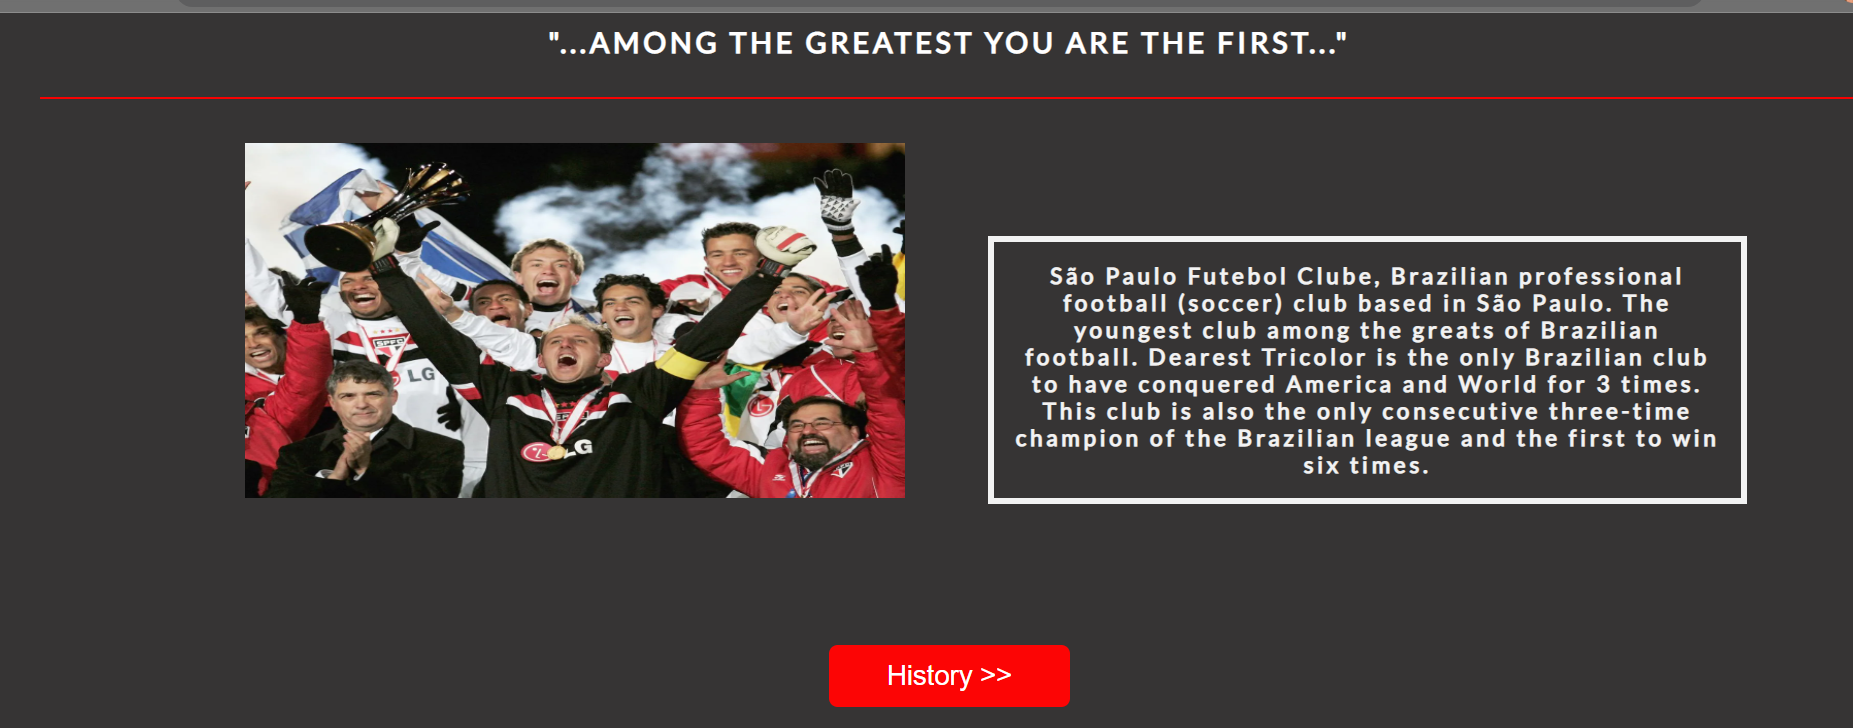 "...AMONG THE GREATEST YOU ARE THE FIRST..."
SPFC
LG
LG
São Paulo Futebol Clube, Brazilian professional
football (soccer) club based in São Paulo. The
youngest club among the greats of Brazilian
football. Dearest Tricolor is the only Brazilian club
to have conquered America and World for 3 times.
This club is also the only consecutive three-time
champion of the Brazilian league and the first to win
six times.
History >>